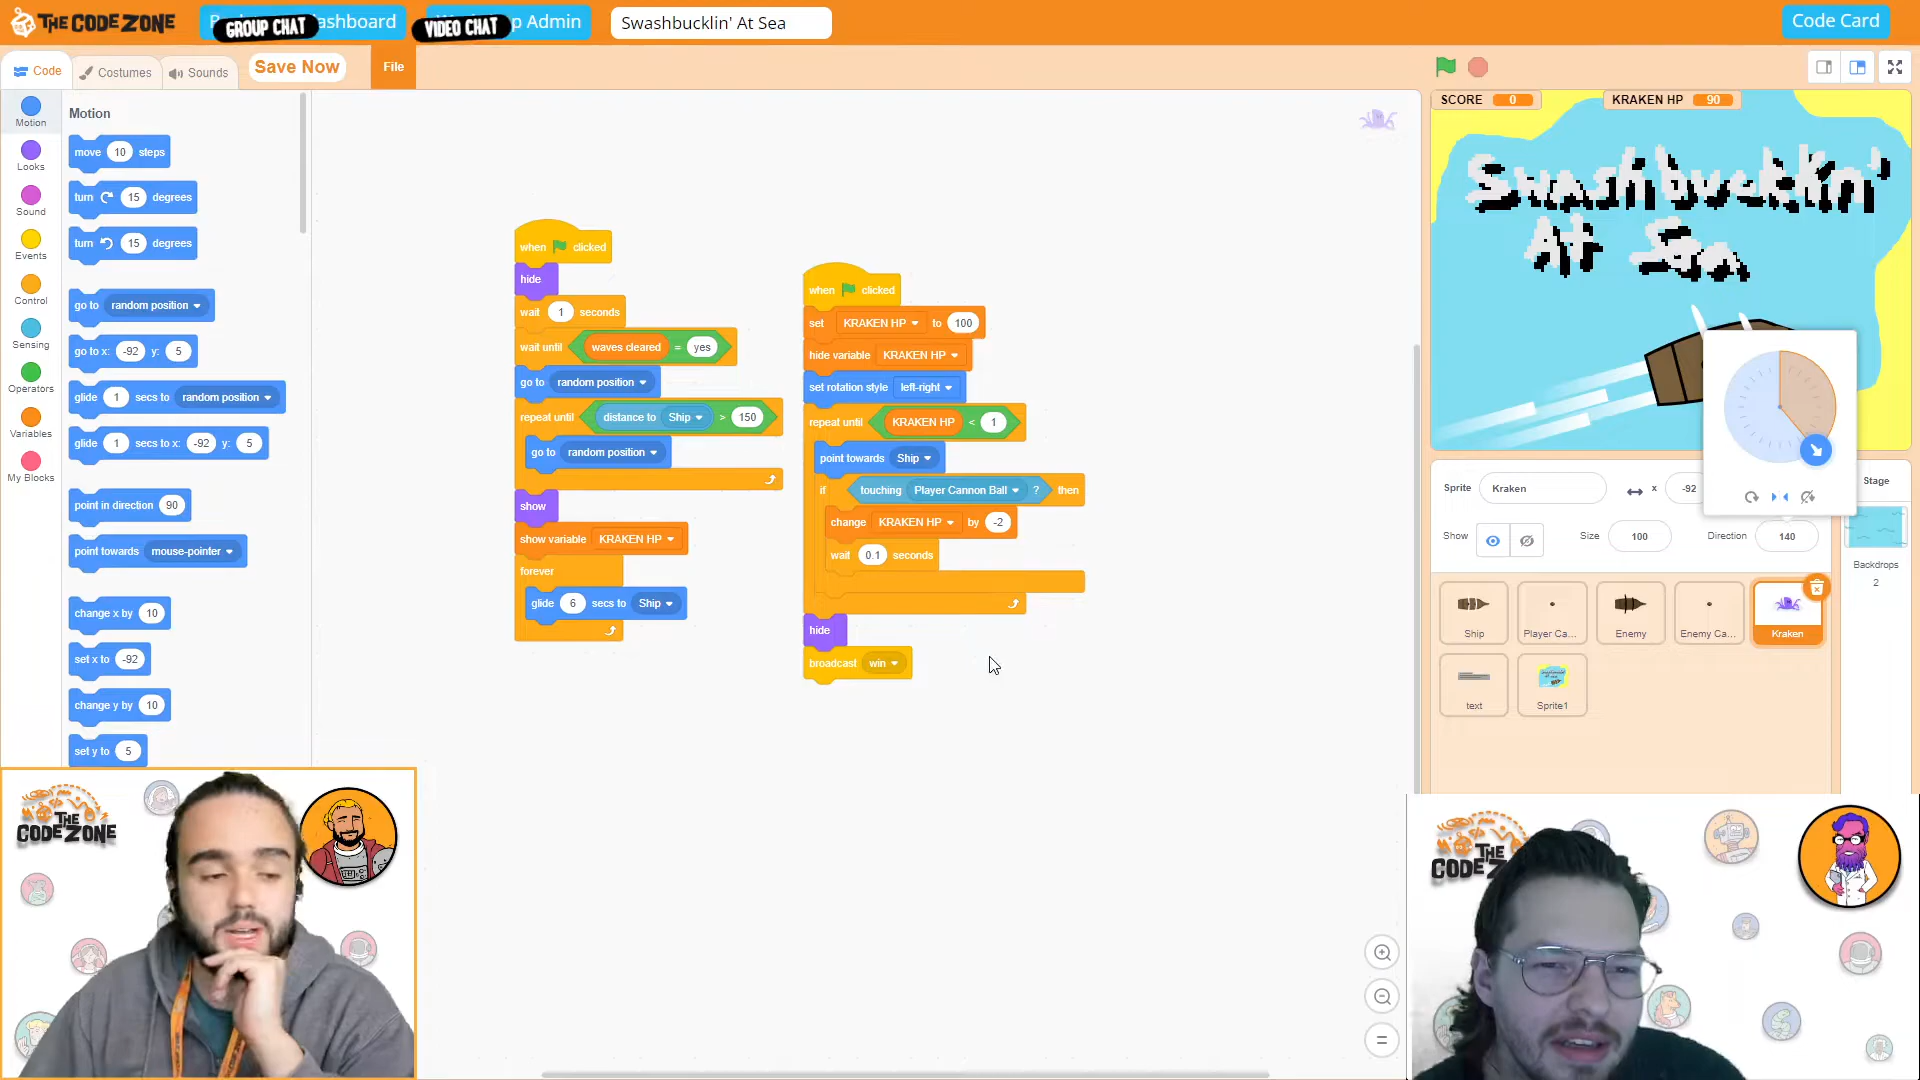 THE CODE ZONE
GROUP CHAT
ashboard
VIDEO CHAT
p Admin
Swashbucklin' At Sea
Code Card
Code
Costumes
Sounds
Save Now
File
Motion
Looks
Sound
Events
Control
Sensing
Operators
Variables
My Blocks
Motion
move 10 steps
turn 15 degrees
turn 15 degrees
go to random position
go to x: -92 y: 5
glide 1 secs to random position
glide 1 secs to x: -92 y: 5
point in direction 90
point towards mouse-pointer
change x by 10
set x to -92
change y by 10
set y to 5
when clicked
hide
wait 1 seconds
wait until waves cleared = yes
go to random position
repeat until distance to Ship > 150
go to random position
show
show variable KRAKEN HP
forever
glide 6 secs to Ship
when clicked
set KRAKEN HP to 100
hide variable KRAKEN HP
set rotation style left-right
repeat until KRAKEN HP < 1
point towards Ship
if touching Player Cannon Ball ? then
change KRAKEN HP by -2
wait 0.1 seconds
hide
broadcast win
SCORE 0
KRAKEN HP 90
Swashbucklin'
At Sea
Sprite Kraken x -92
Show Size 100 Direction 140
Ship
Player Ca...
Enemy
Enemy Ca...
Kraken
text
Sprite1
Stage
Backdrops
2
THE
CODE ZONE
THE
CODE Z